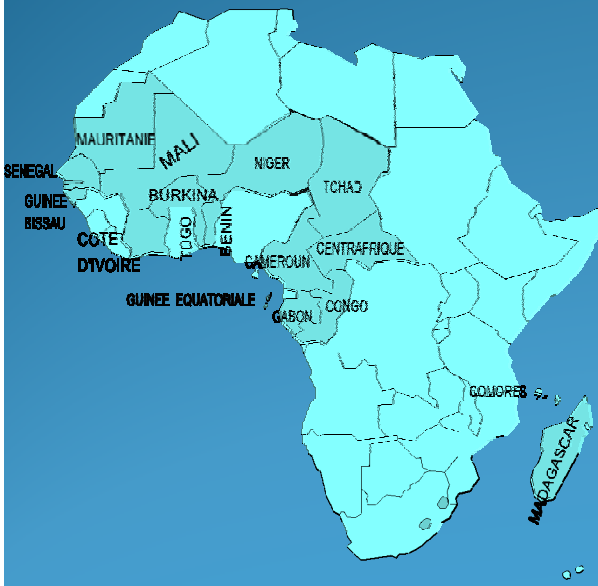 MAURITANIE
MALI
SENEGAL
NIGER
TCHAD
BURKINA
GUINEE
BISSAU
TOGO
BENIN
COTE
D'IVOIRE
CENTRAFRIQUE
CAMEROUN
GUINEE EQUATORIALE
CONGO
GABON
COMORES
MADAGASCAR